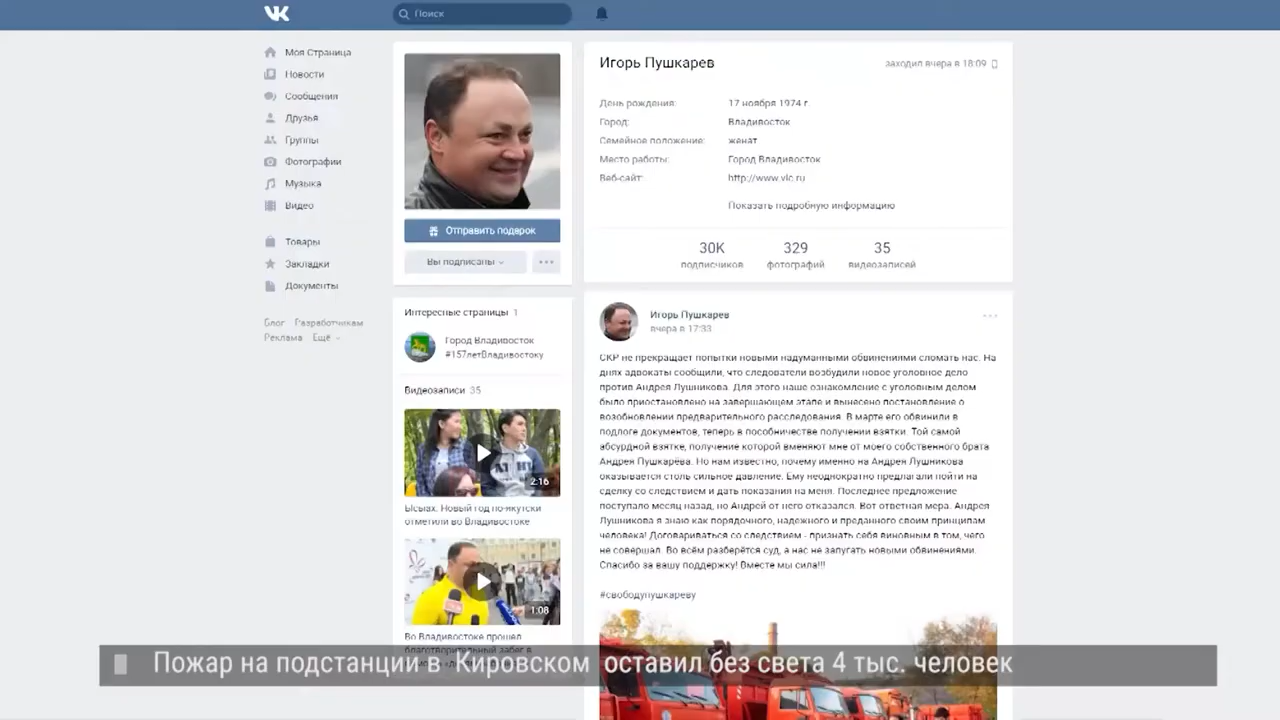 Поиск
Моя Страница
Новости
Сообщения
Друзья
Группы
Фотографии
Музыка
Видео
Товары
Закладки
Документы
Блог Разработчикам
Реклама Ещё
Отправить подарок
Вы подписаны
Интересные страницы 1
Город Владивосток
#157летВладивостоку
Видеозаписи 35
2:16
Ысыах. Новый год по-якутски
отметили во Владивостоке
1:08
Во Владивостоке прошел
благотворительный забег в
Игорь Пушкарев
заходил вчера в 18:09
День рождения: 17 ноября 1974 г.
Город: Владивосток
Семейное положение: женат
Место работы: Город Владивосток
Веб-сайт: http://www.vlc.ru
Показать подробную информацию
30K 329 35
подписчиков фотографий видеозаписей
Игорь Пушкарев
вчера в 17:33
СКР не прекращает попытки новыми надуманными обвинениями сломать нас. На
днях адвокаты сообщили, что следователи возбудили новое уголовное дело
против Андрея Лушникова. Для этого наше ознакомление с уголовным делом
было приостановлено на завершающем этапе и вынесено постановление о
возобновлении предварительного расследования. В марте его обвинили в
подлоге документов, теперь в пособничестве получении взятки. Той самой
абсурдной взятке, получение которой вменяют мне от моего собственного брата
Андрея Пушкарёва. Но нам известно, почему именно на Андрея Лушникова
оказывается столь сильное давление. Ему неоднократно предлагали пойти на
сделку со следствием и дать показания на меня. Последнее предложение
поступало месяц назад, но Андрей от него отказался. Вот ответная мера. Андрея
Лушникова я знаю как порядочного, надежного и преданного своим принципам
человека! Договариваться со следствием - признать себя виновным в том, чего
не совершал. Во всём разберётся суд, а нас не запугать новыми обвинениями.
Спасибо за вашу поддержку! Вместе мы сила!!!
#свободупушкареву
Пожар на подстанции в Кировском оставил без света 4 тыс. человек